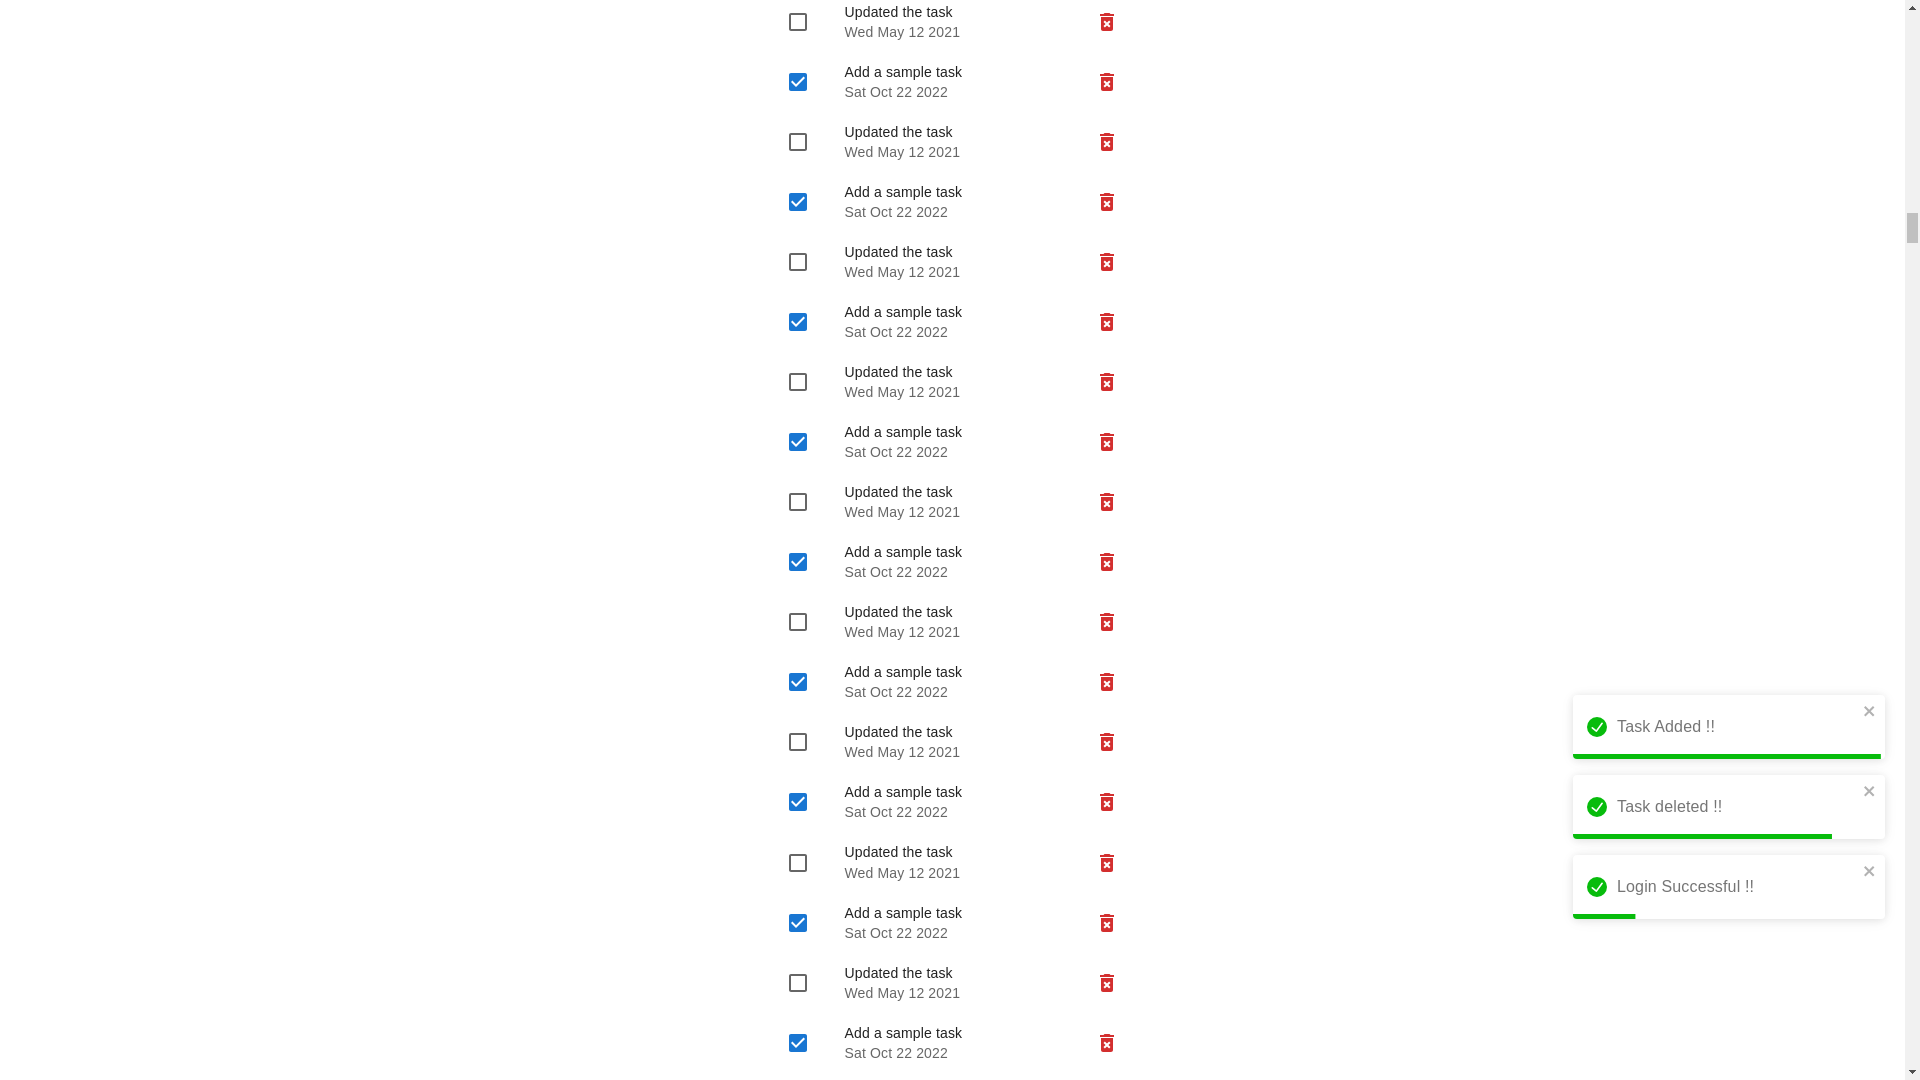 Updated the task
Wed May 12 2021
Add a sample task
Sat Oct 22 2022
Updated the task
Wed May 12 2021
Add a sample task
Sat Oct 22 2022
Updated the task
Wed May 12 2021
Add a sample task
Sat Oct 22 2022
Updated the task
Wed May 12 2021
Add a sample task
Sat Oct 22 2022
Updated the task
Wed May 12 2021
Add a sample task
Sat Oct 22 2022
Updated the task
Wed May 12 2021
Add a sample task
Sat Oct 22 2022
Updated the task
Wed May 12 2021
Add a sample task
Sat Oct 22 2022
Updated the task
Wed May 12 2021
Add a sample task
Sat Oct 22 2022
Updated the task
Wed May 12 2021
Add a sample task
Sat Oct 22 2022
Task Added !!
Task deleted !!
Login Successful !!